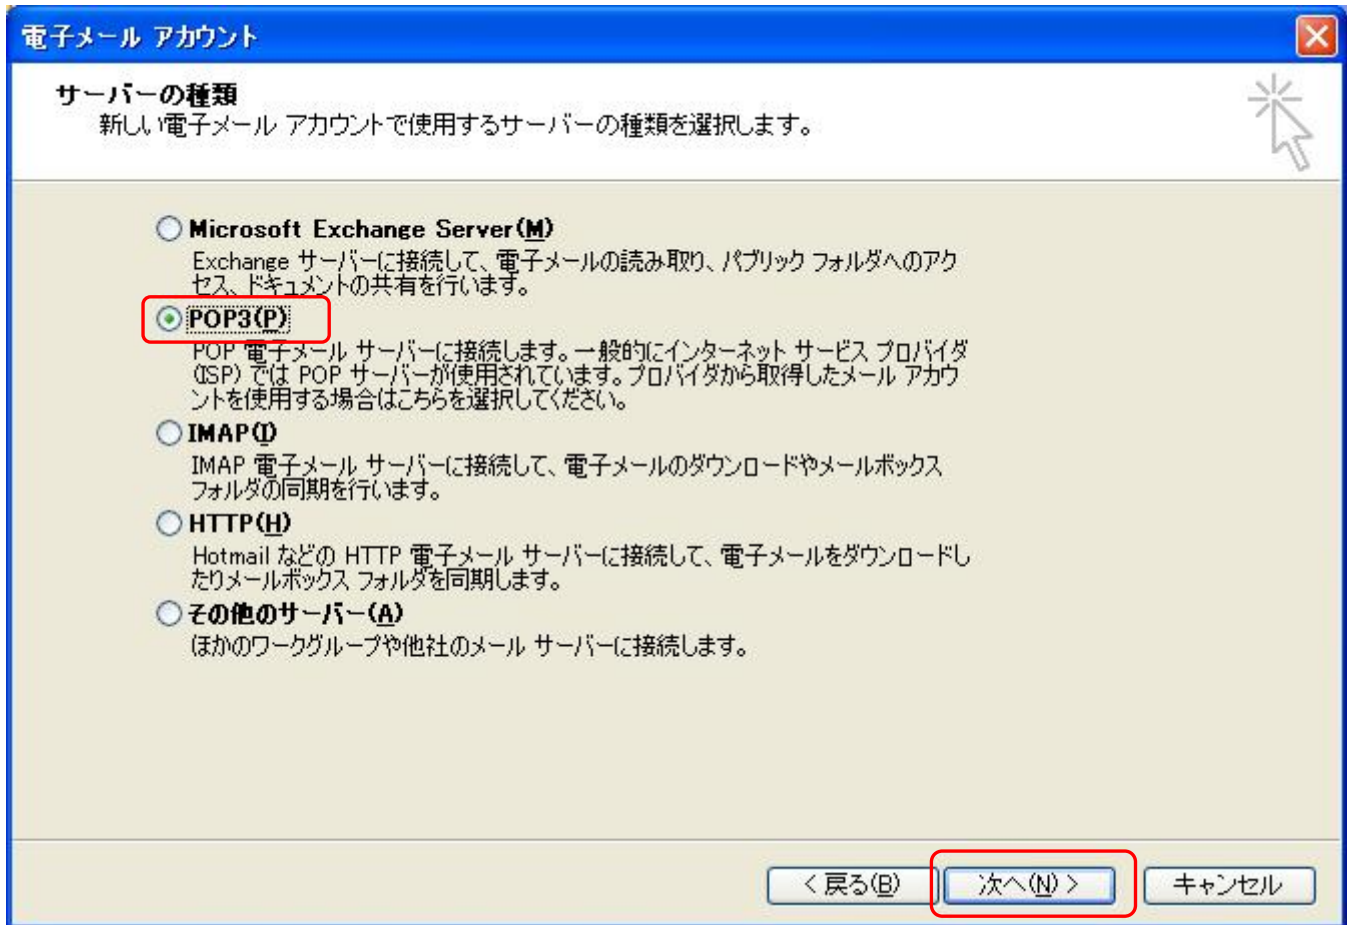 電子メール アカウント
サーバーの種類
新しい電子メール アカウントで使用するサーバーの種類を選択します。
Microsoft Exchange Server(M)
Exchange サーバーに接続して、電子メールの読み取り、パブリック フォルダへのアク
セス、ドキュメントの共有を行います。
POP3(P)
POP 電子メール サーバーに接続します。一般的にインターネット サービス プロバイダ
(ISP) では POP サーバーが使用されています。プロバイダから取得したメール アカウ
ントを使用する場合はこちらを選択してください。
IMAP(I)
IMAP 電子メール サーバーに接続して、電子メールのダウンロードやメールボックス
フォルダの同期を行います。
HTTP(H)
Hotmail などの HTTP 電子メール サーバーに接続して、電子メールをダウンロードし
たりメールボックス フォルダを同期します。
その他のサーバー(A)
ほかのワークグループや他社のメール サーバーに接続します。
< 戻る(B) 次へ(N) > キャンセル